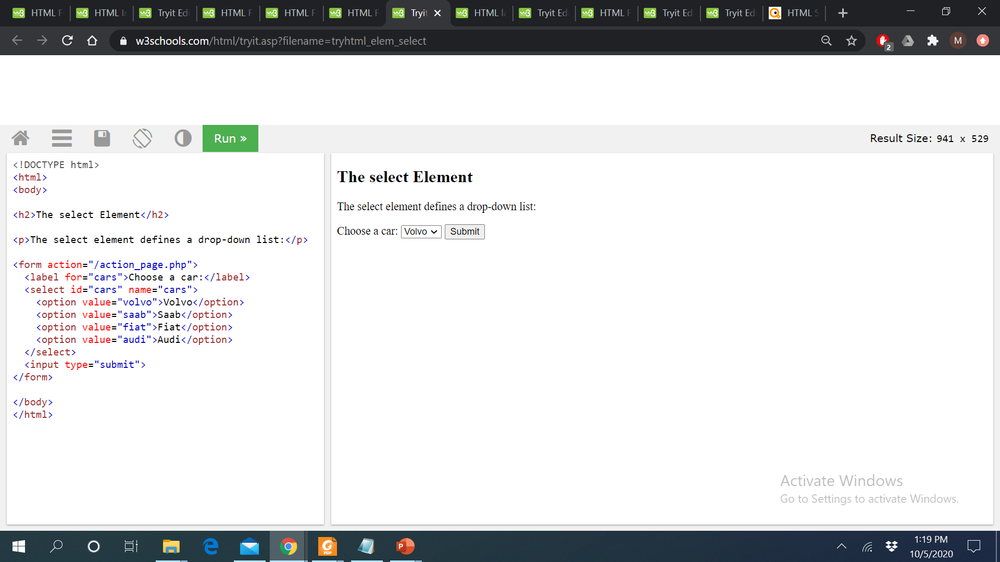 HTML F
HTML I
Tryit Edi
HTML F
HTML F
HTML F
Tryit
HTML la
Tryit Ed
HTML F
Tryit Ed
Tryit Ed
HTML 5
w3schools.com/html/tryit.asp?filename=tryhtml_elem_select
2
M
Run »
Result Size: 941 x 529
<!DOCTYPE html>
<html>
<body>
<h2>The select Element</h2>
<p>The select element defines a drop-down list:</p>
<form action="/action_page.php">
<label for="cars">Choose a car:</label>
<select id="cars" name="cars">
<option value="volvo">Volvo</option>
<option value="saab">Saab</option>
<option value="fiat">Fiat</option>
<option value="audi">Audi</option>
</select>
<input type="submit">
</form>
</body>
</html>
The select Element
The select element defines a drop-down list:
Choose a car: Volvo Submit
Activate Windows
Go to Settings to activate Windows.
PDF
P
1:19 PM
10/5/2020